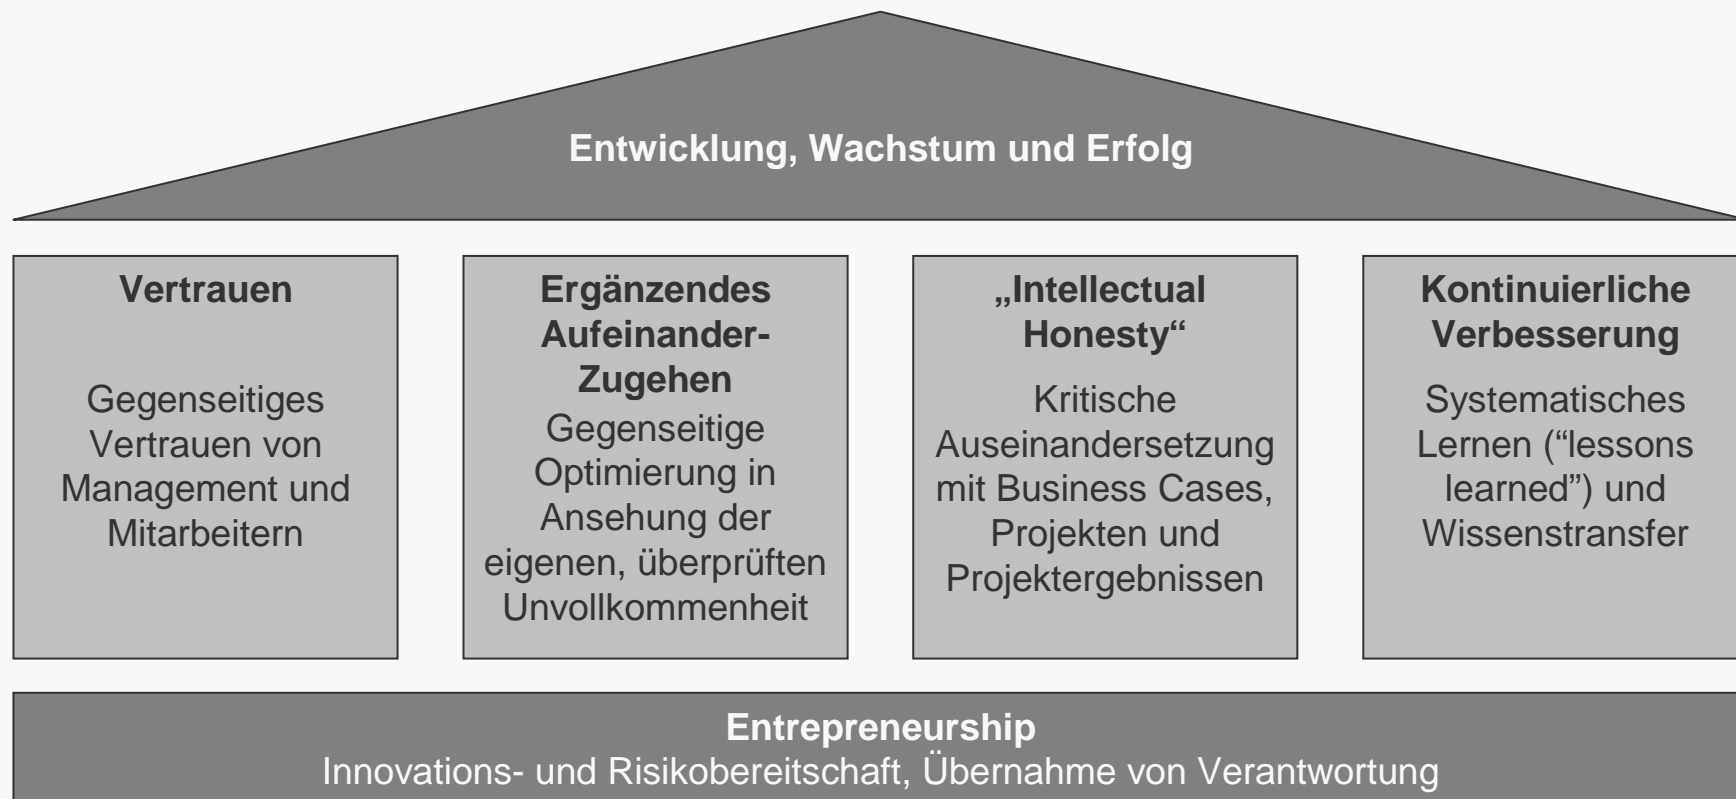 Entwicklung, Wachstum und Erfolg
Vertrauen
Gegenseitiges
Vertrauen von
Management und
Mitarbeitern
Ergänzendes
Aufeinander-
Zugehen
Gegenseitige
Optimierung in
Ansehung der
eigenen, überprüften
Unvollkommenheit
„Intellectual
Honesty“
Kritische
Auseinandersetzung
mit Business Cases,
Projekten und
Projektergebnissen
Kontinuierliche
Verbesserung
Systematisches
Lernen (“lessons
learned”) und
Wissenstransfer
Entrepreneurship
Innovations- und Risikobereitschaft, Übernahme von Verantwortung